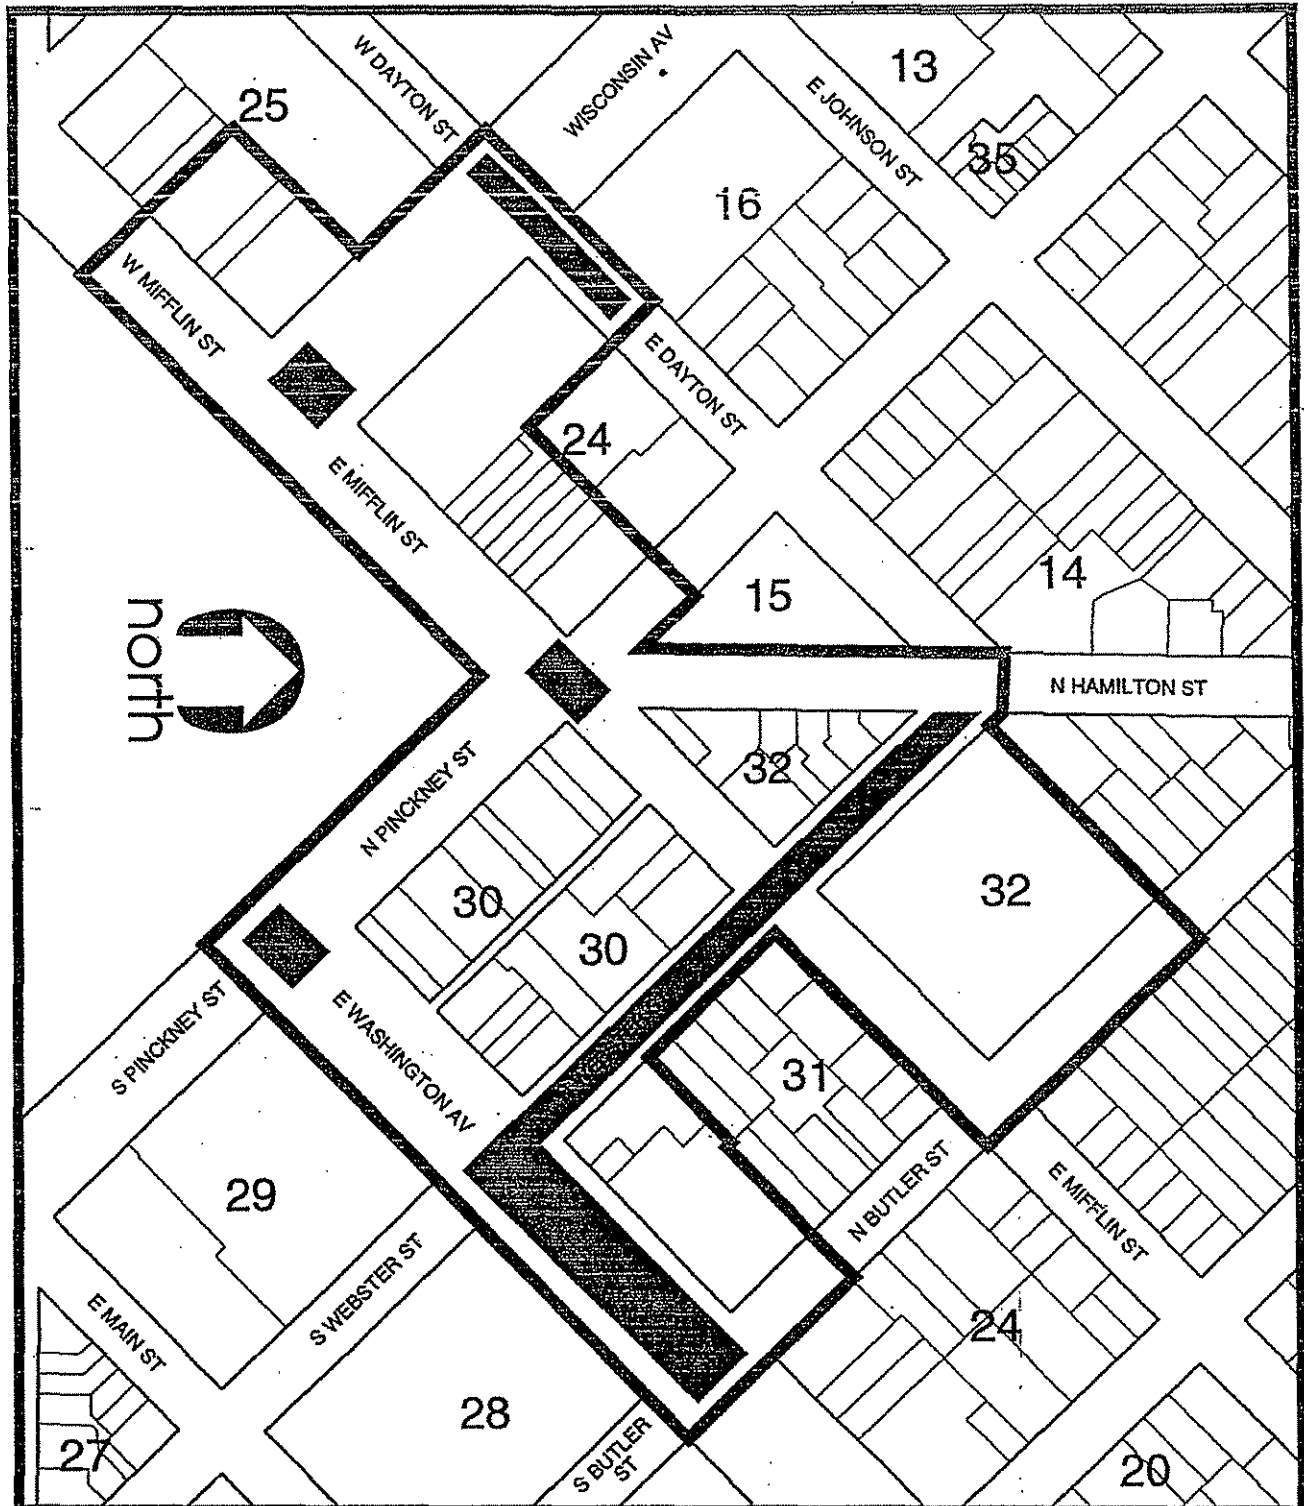 W DAYTON ST
WISCONSIN AV
13
25
E JOHNSON ST
35
16
W MIFFLIN ST
E DAYTON ST
24
E MIFFLIN ST
14
15
north
N HAMILTON ST
32
N PINCKNEY ST
32
30
30
S PINCKNEY ST
E WASHINGTON AV
31
29
N BUTLER ST
E MIFFLIN ST
S WEBSTER ST
E MAIN ST
24
28
27
S BUTLER
ST
20